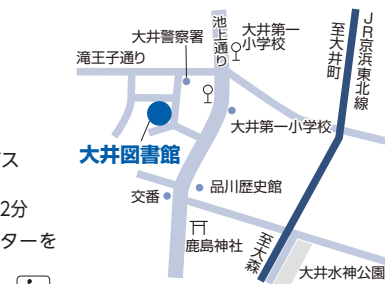 池上通り
大井警察署
大井第一
小学校
滝王子通り
至大井町
JR京浜東北線
大井第一小学校
大井図書館
バス
2分
ターを
交番
品川歴史館
鹿島神社
至大森
大井水神公園